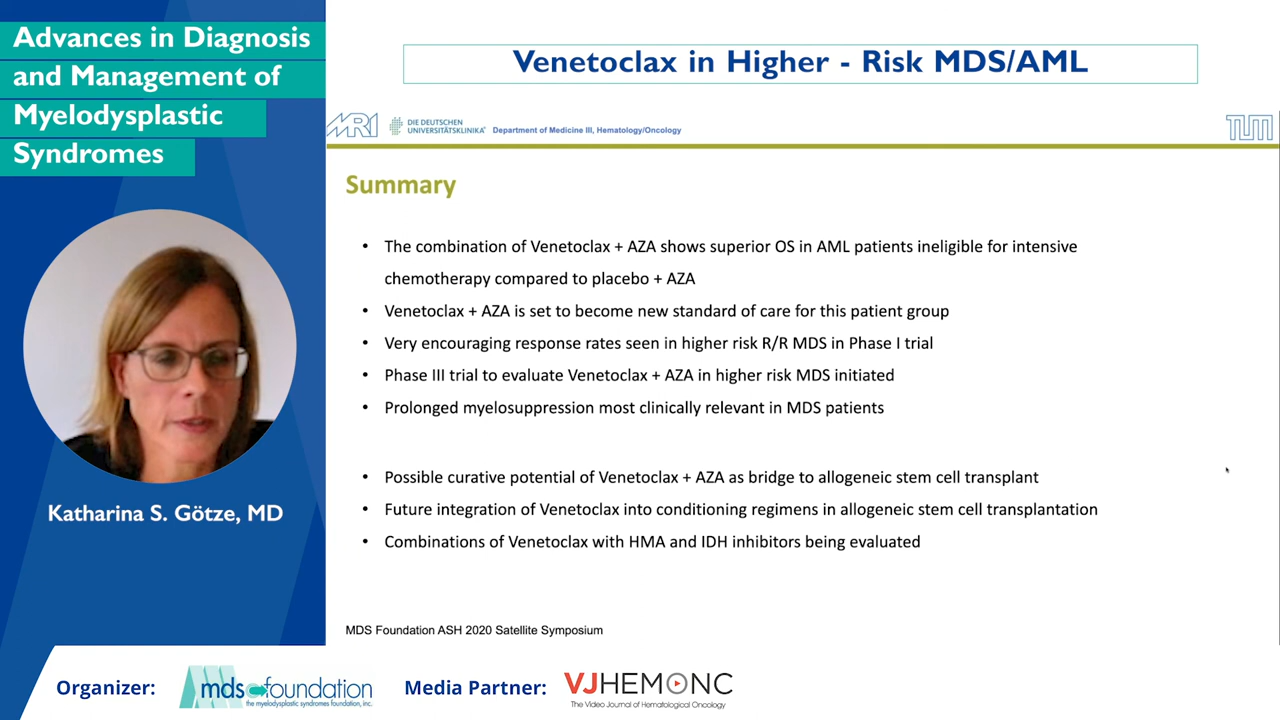 Advances in Diagnosis
and Management of
Myelodysplastic
Syndromes
Katharina S. Götze, MD
Venetoclax in Higher - Risk MDS/AML
MRI
DIE DEUTSCHEN
UNIVERSITÄTSKLINIKA®
Department of Medicine III, Hematology/Oncology
TUM
Summary
• The combination of Venetoclax + AZA shows superior OS in AML patients ineligible for intensive
chemotherapy compared to placebo + AZA
• Venetoclax + AZA is set to become new standard of care for this patient group
• Very encouraging response rates seen in higher risk R/R MDS in Phase I trial
• Phase III trial to evaluate Venetoclax + AZA in higher risk MDS initiated
• Prolonged myelosuppression most clinically relevant in MDS patients
• Possible curative potential of Venetoclax + AZA as bridge to allogeneic stem cell transplant
• Future integration of Venetoclax into conditioning regimens in allogeneic stem cell transplantation
• Combinations of Venetoclax with HMA and IDH inhibitors being evaluated
MDS Foundation ASH 2020 Satellite Symposium
Organizer:
mds foundation
the myelodysplastic syndromes foundation, inc.
Media Partner:
VJHEMONC
The Video Journal of Hematological Oncology